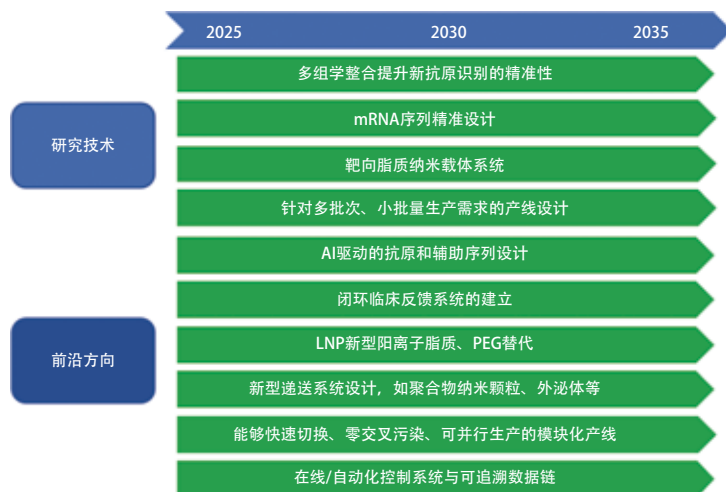 2025 2030 2035
多组学整合提升新抗原识别的精准性
mRNA序列精准设计
研究技术
靶向脂质纳米载体系统
针对多批次、小批量生产需求的产线设计
AI驱动的抗原和辅助序列设计
闭环临床反馈系统的建立
LNP新型阳离子脂质、PEG替代
前沿方向
新型递送系统设计，如聚合物纳米颗粒、外泌体等
能够快速切换、零交叉污染、可并行生产的模块化产线
在线/自动化控制系统与可追溯数据链